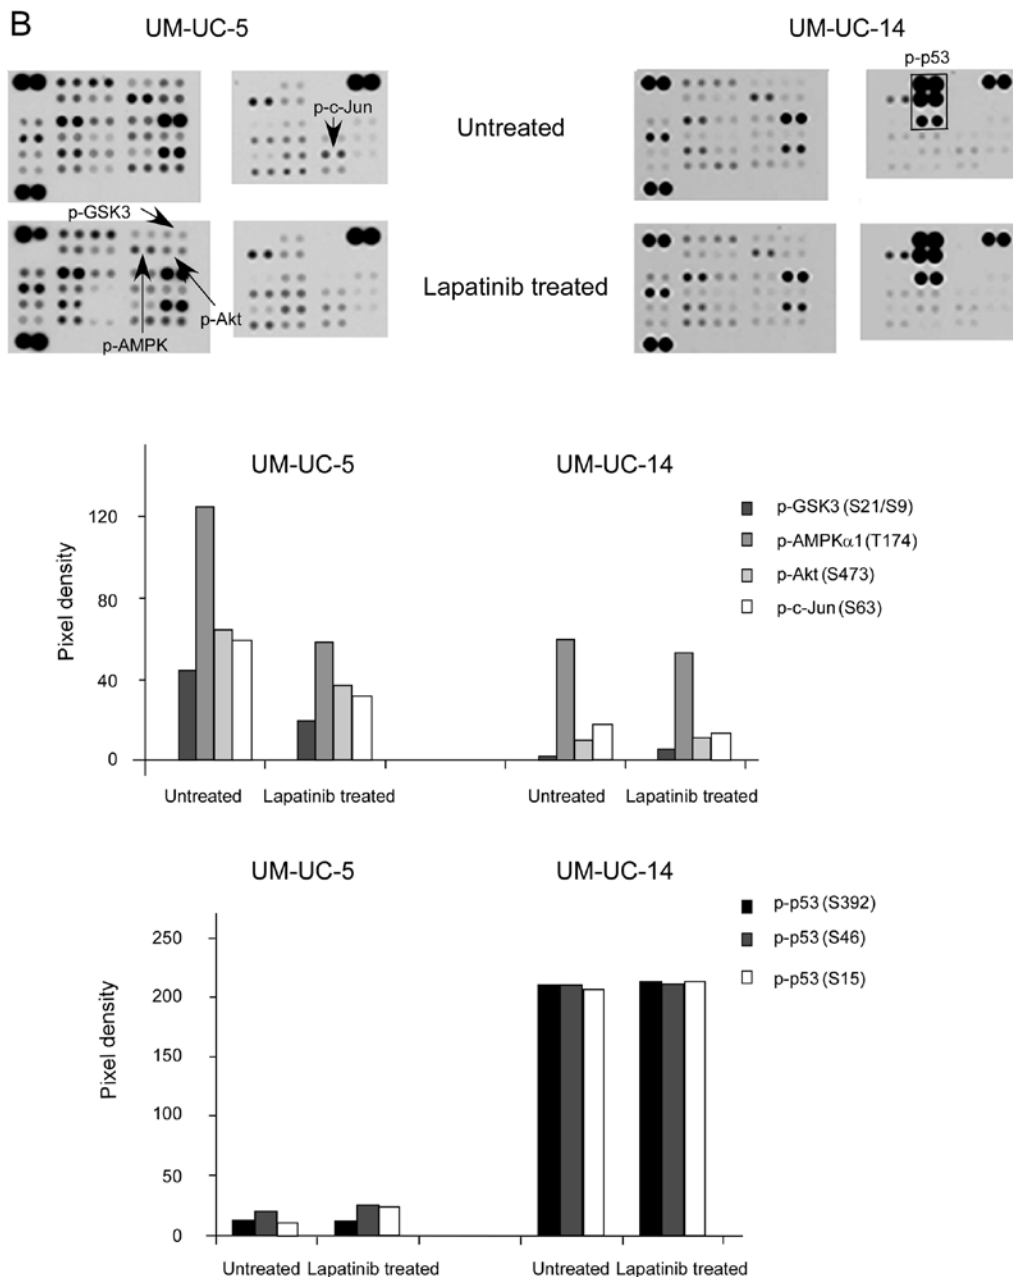 B
UM-UC-5
UM-UC-14
p-p53
p-c-Jun
Untreated
p-GSK3
Lapatinib treated
p-Akt
p-AMPK
UM-UC-5
UM-UC-14
p-GSK3 (S21/S9)
p-AMPKα1 (T174)
p-Akt (S473)
p-c-Jun (S63)
Pixel density
120
80
40
0
Untreated
Lapatinib treated
Untreated
Lapatinib treated
UM-UC-5
UM-UC-14
p-p53 (S392)
p-p53 (S46)
p-p53 (S15)
Pixel density
250
200
150
100
50
0
Untreated
Lapatinib treated
Untreated
Lapatinib treated